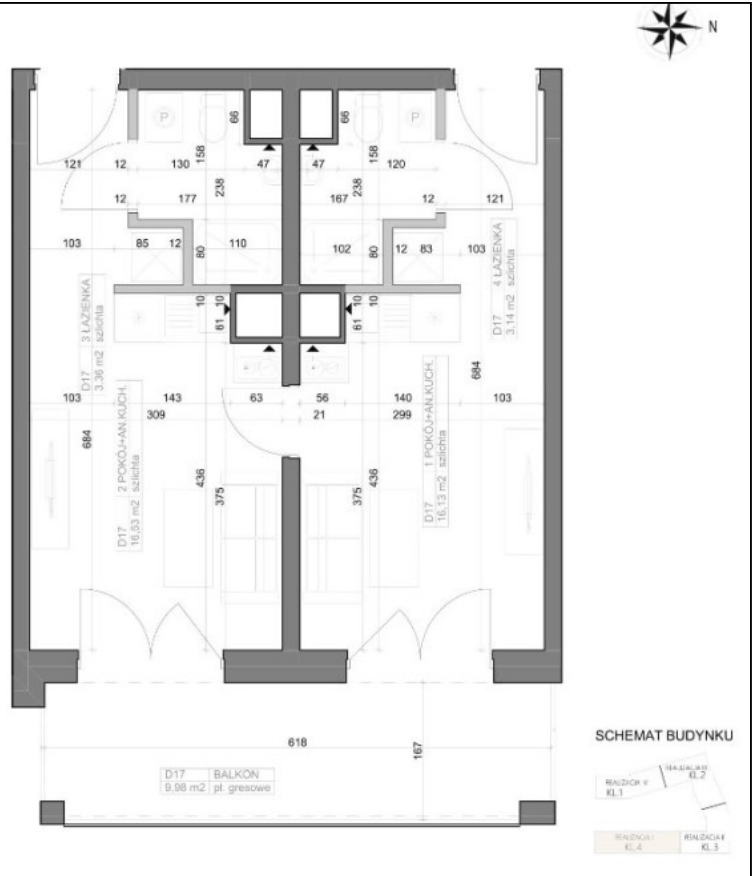 N
P
P
66
66
121
12
130
158
47
47
158
120
12
177
238
167
238
12
121
103
85
12
80
110
102
80
12
83
103
D17 3 ŁAZIENKA
3.36 m2 szlichta
D17 4 ŁAZIENKA
3,14 m2 szlichta
10
10
61
10
10
61
684
684
103
143
63
56
140
103
309
21
299
D17 2 POKÓJ+AN.KUCH.
16,53 m2 szlichta
D17 1 POKÓJ+AN.KUCH.
16,13 m2 szlichta
436
375
375
436
618
167
D17 BALKON
9,98 m2 pł. gresowe
SCHEMAT BUDYNKU
KL.2
KL.1
REALIZACJA I
KL.4
REALIZACJA II
KL.3